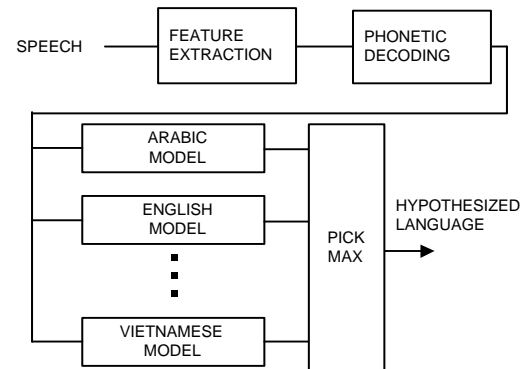 SPEECH
FEATURE
EXTRACTION
PHONETIC
DECODING
ARABIC
MODEL
ENGLISH
MODEL
VIETNAMESE
MODEL
PICK
MAX
HYPOTHESIZED
LANGUAGE